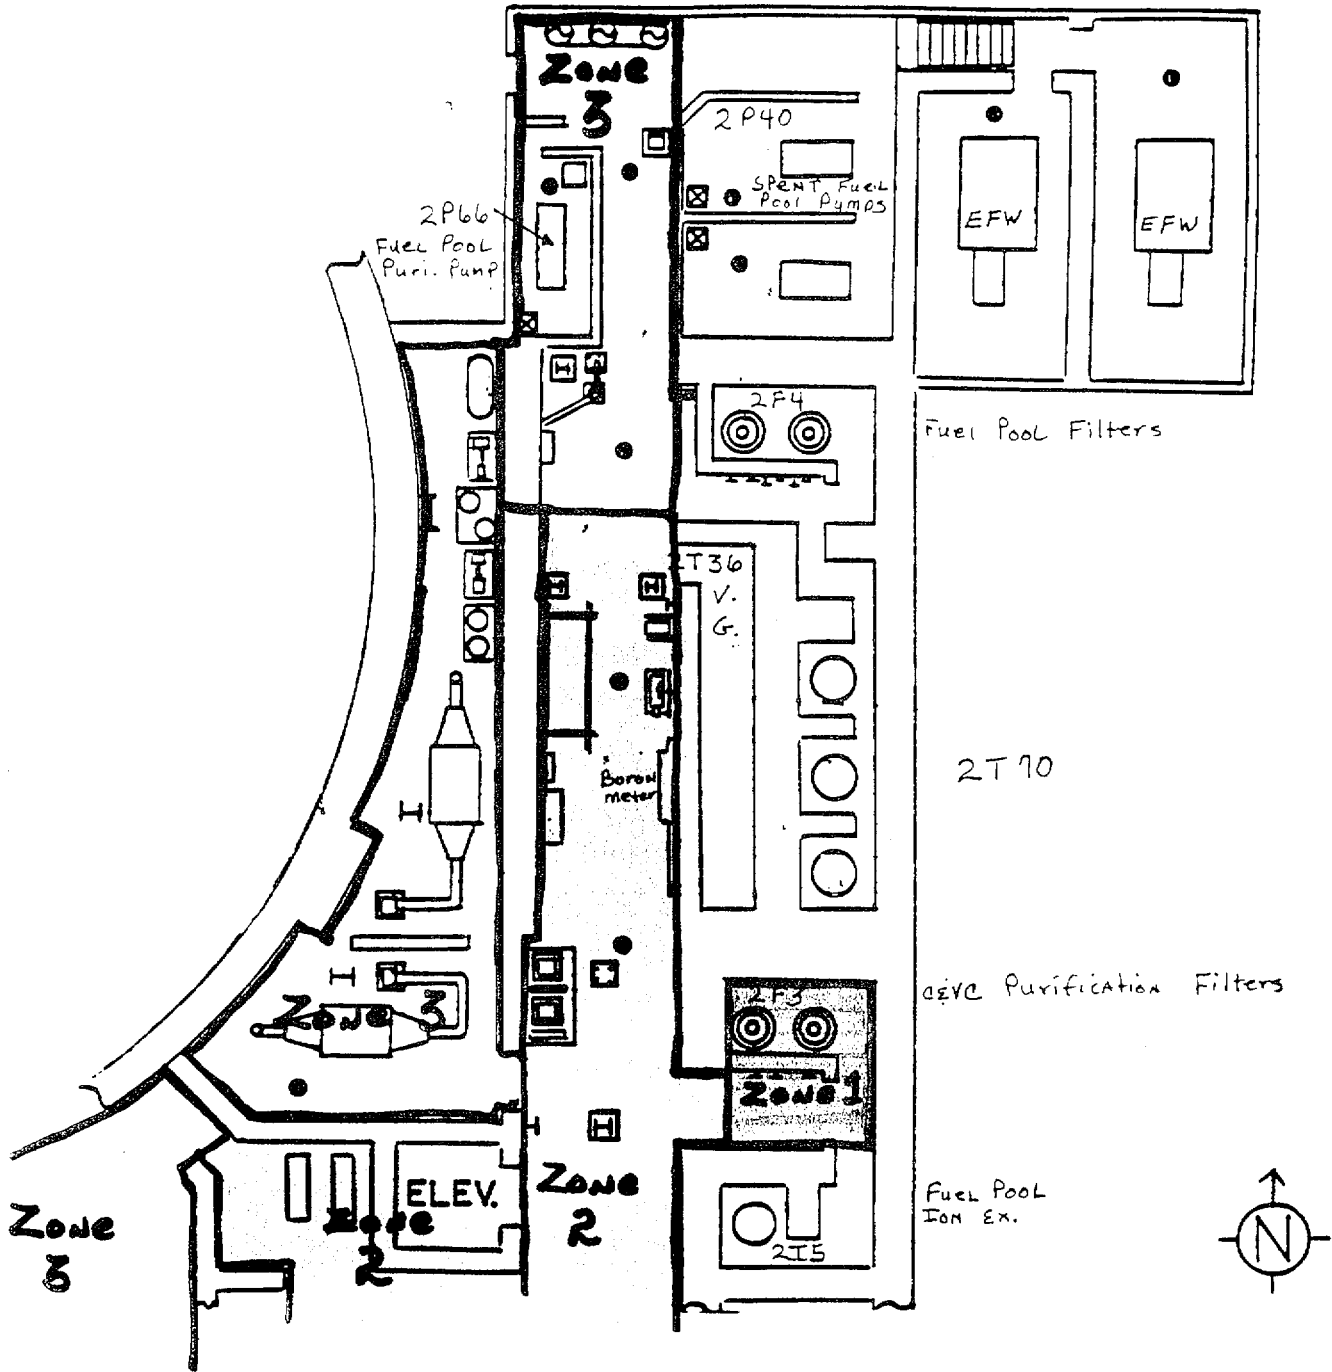 Zone
3
2P40
Spent Fuel
Pool Pumps
EFW
EFW
2P66
Fuel Pool
Puri. Pump
2F4
Fuel Pool Filters
2T36
V.
G.
Boron
meter
2T70
2F3
C&VC Purification Filters
Zone 3
Zone 1
Zone
2
ELEV.
Zone
2
Zone
3
2I5
Fuel Pool
Ion Ex.
N